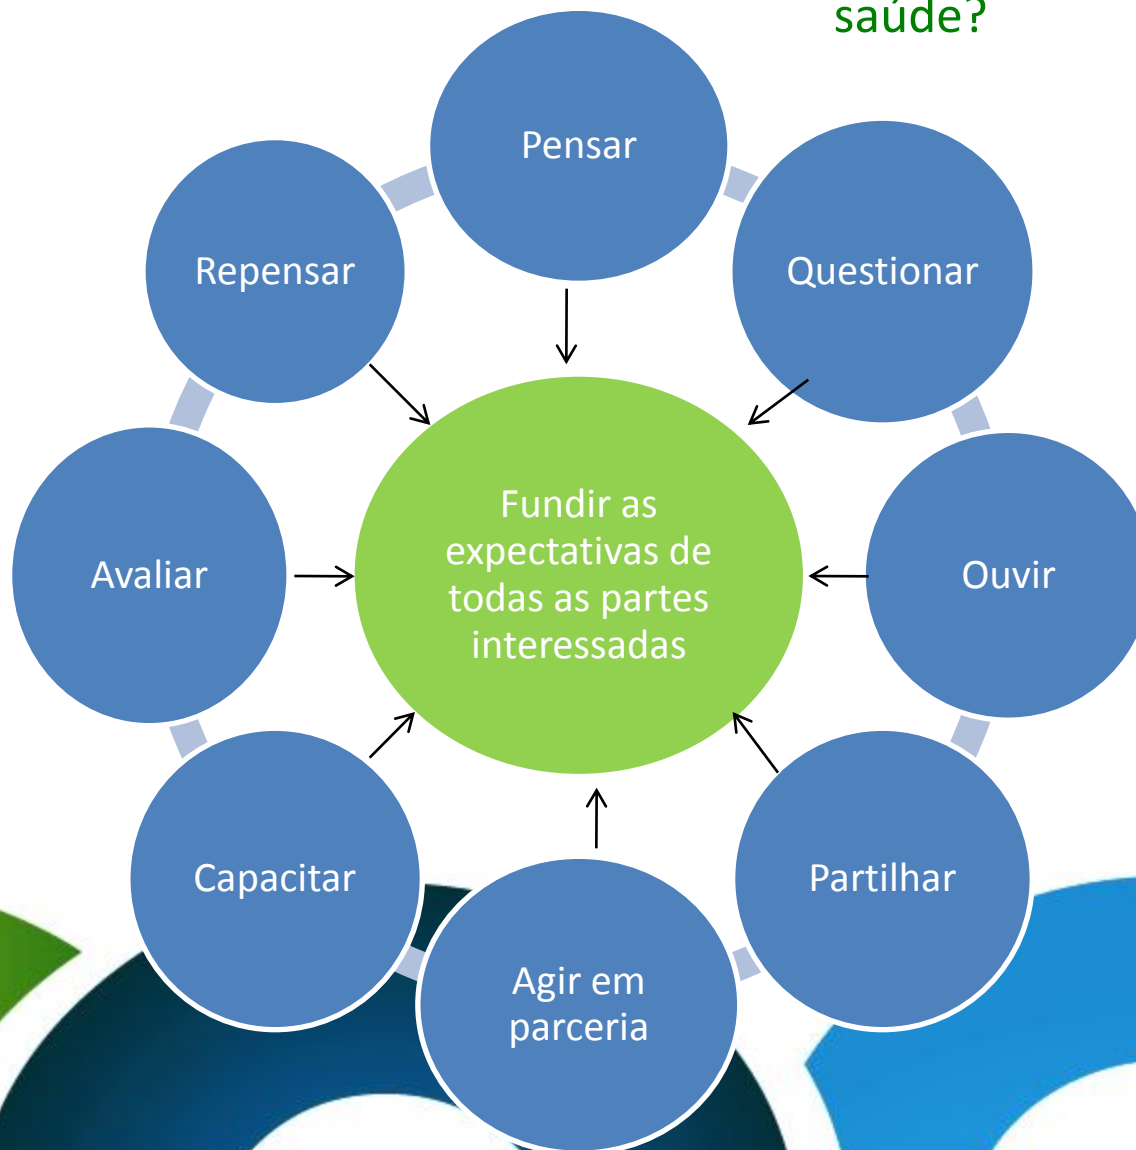 saúde?
Pensar
Questionar
Ouvir
Partilhar
Agir em
parceria
Capacitar
Avaliar
Repensar
Fundir as
expectativas de
todas as partes
interessadas